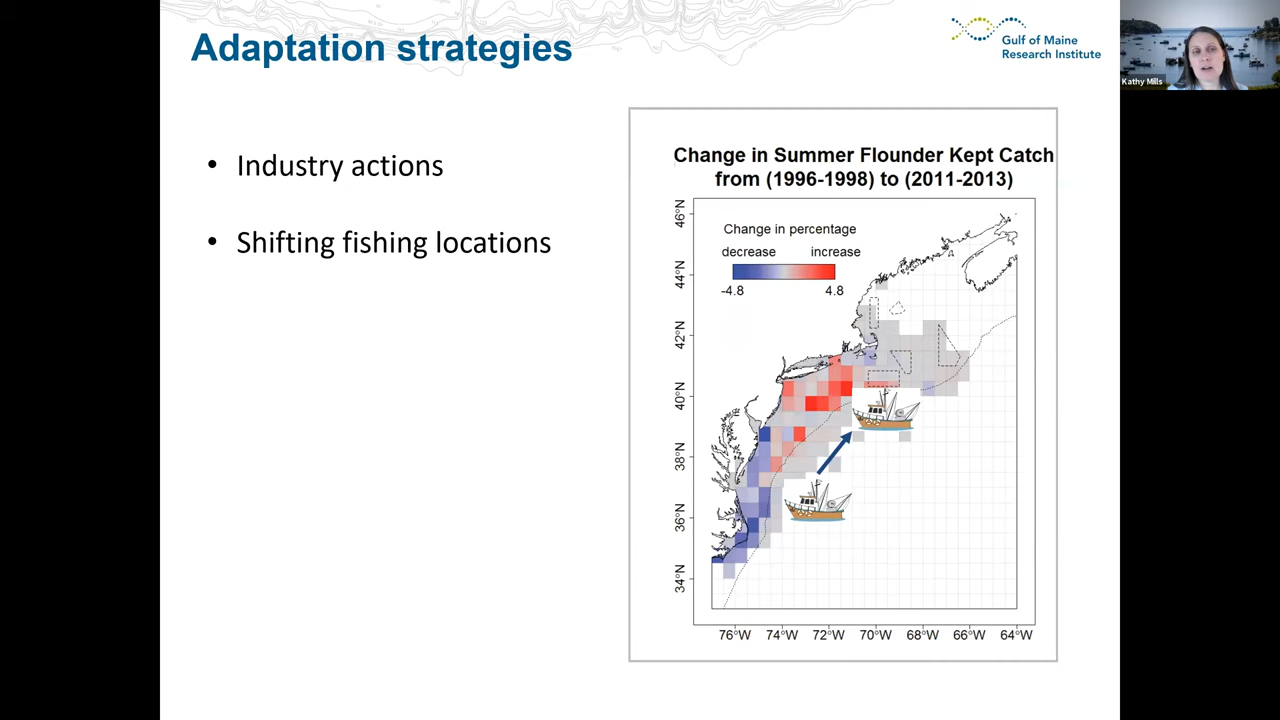 Adaptation strategies
Gulf of Maine
Research Institute
Kathy Mills
• Industry actions
• Shifting fishing locations
Change in Summer Flounder Kept Catch
from (1996-1998) to (2011-2013)
Change in percentage
decrease increase
-4.8 4.8
46°N
44°N
42°N
40°N
38°N
36°N
34°N
76°W 74°W 72°W 70°W 68°W 66°W 64°W